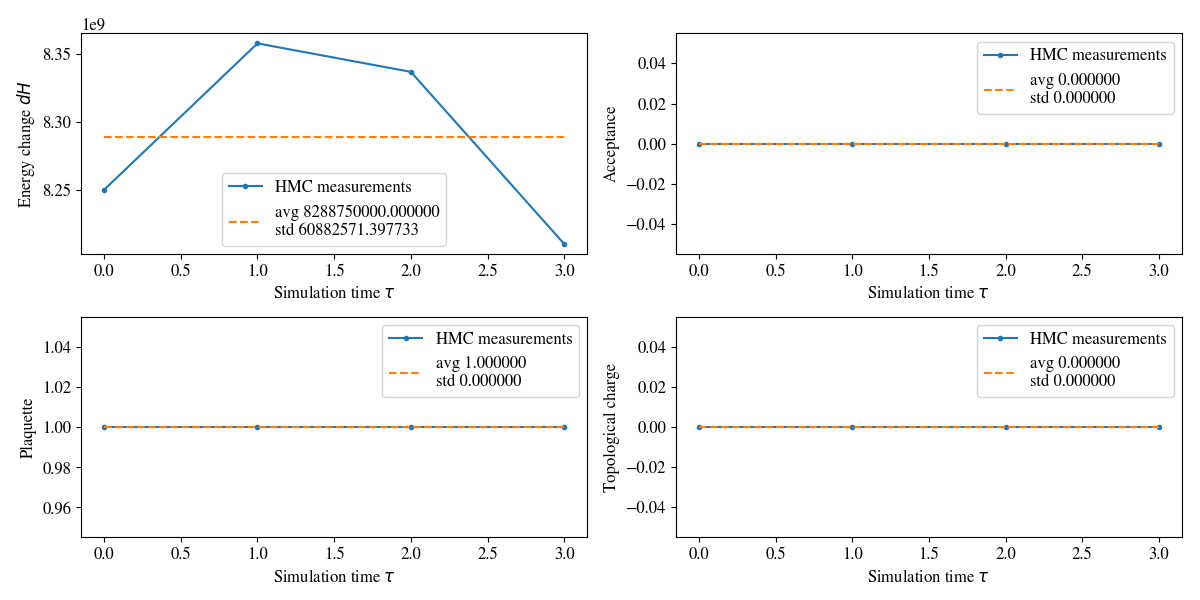 1e9
8.35
8.30
8.25
Energy change dH
HMC measurements
avg 8288750000.000000
std 60882571.397733
0.0 0.5 1.0 1.5 2.0 2.5 3.0
Simulation time τ
0.04
0.02
0.00
−0.02
−0.04
Acceptance
HMC measurements
avg 0.000000
std 0.000000
0.0 0.5 1.0 1.5 2.0 2.5 3.0
Simulation time τ
1.04
1.02
1.00
0.98
0.96
Plaquette
HMC measurements
avg 1.000000
std 0.000000
0.0 0.5 1.0 1.5 2.0 2.5 3.0
Simulation time τ
0.04
0.02
0.00
−0.02
−0.04
Topological charge
HMC measurements
avg 0.000000
std 0.000000
0.0 0.5 1.0 1.5 2.0 2.5 3.0
Simulation time τ